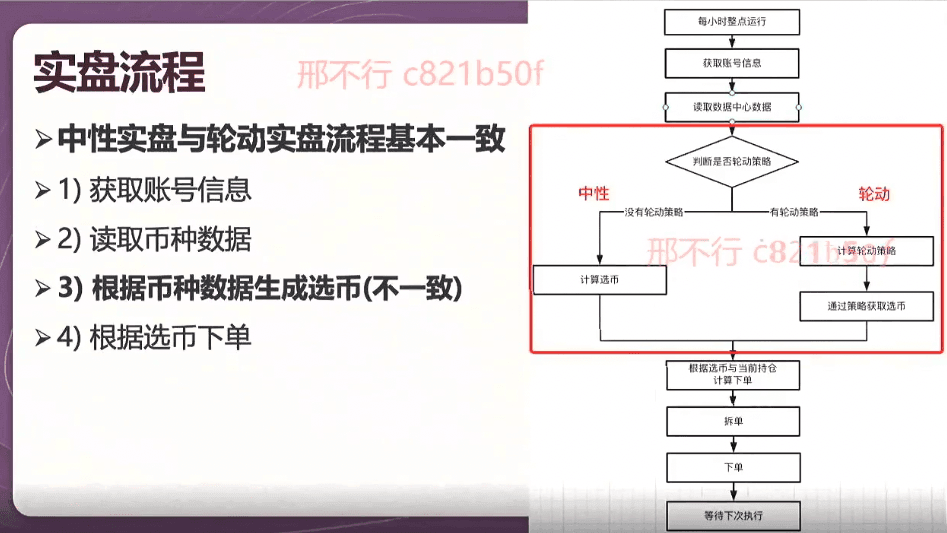 实盘流程
邢不行 c821b50f
➢中性实盘与轮动实盘流程基本一致
➢1) 获取账号信息
➢2) 读取币种数据
➢3) 根据币种数据生成选币(不一致)
➢4) 根据选币下单
每小时整点运行
获取账号信息
读取数据中心数据
判断是否轮动策略
中性
轮动
没有轮动策略
有轮动策略
邢不行 c821b50f
计算轮动策略
计算选币
通过策略获取选币
根据选币与当前持仓
计算下单
拆单
下单
等待下次执行